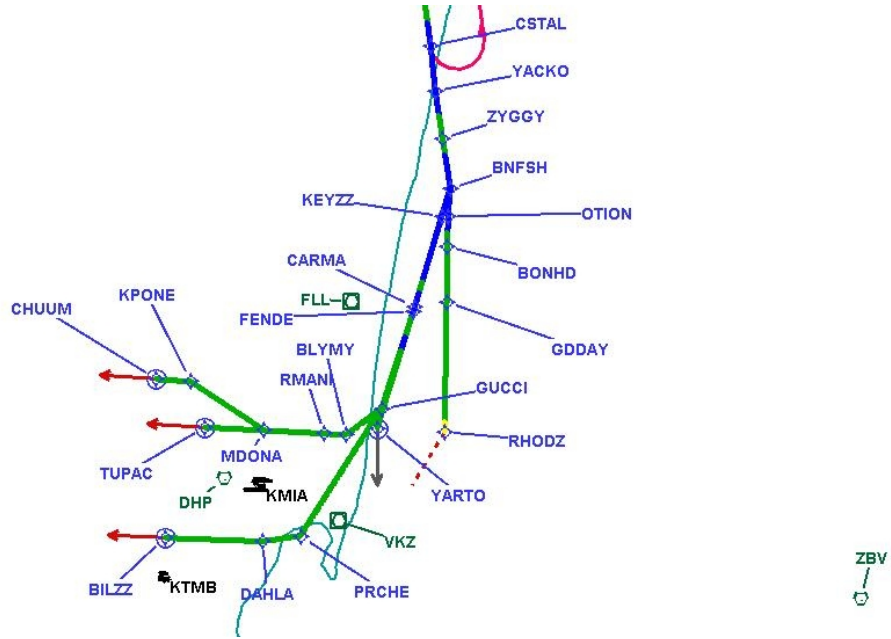 CSTAL
YACKO
ZYGGY
BNFSH
KEYZZ
OTION
CARMA
BONHD
CHUUM
KPONE
FLL
FENDE
BLYMY
GDDAY
RMANI
GUCCI
MDONA
RHODZ
TUPAC
DHP
KMIA
YARTO
VKZ
ZBV
BILZZ
KTMB
DAHLA
PRCHE